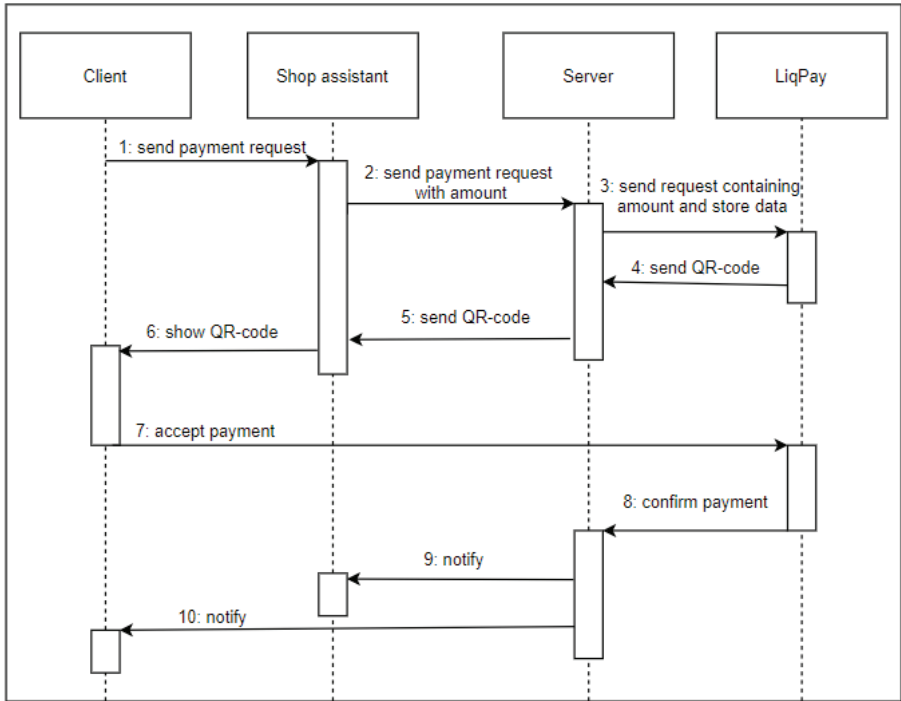 Client
Shop assistant
Server
LiqPay
1: send payment request
2: send payment request
with amount
3: send request containing
amount and store data
4: send QR-code
5: send QR-code
6: show QR-code
7: accept payment
8: confirm payment
9: notify
10: notify